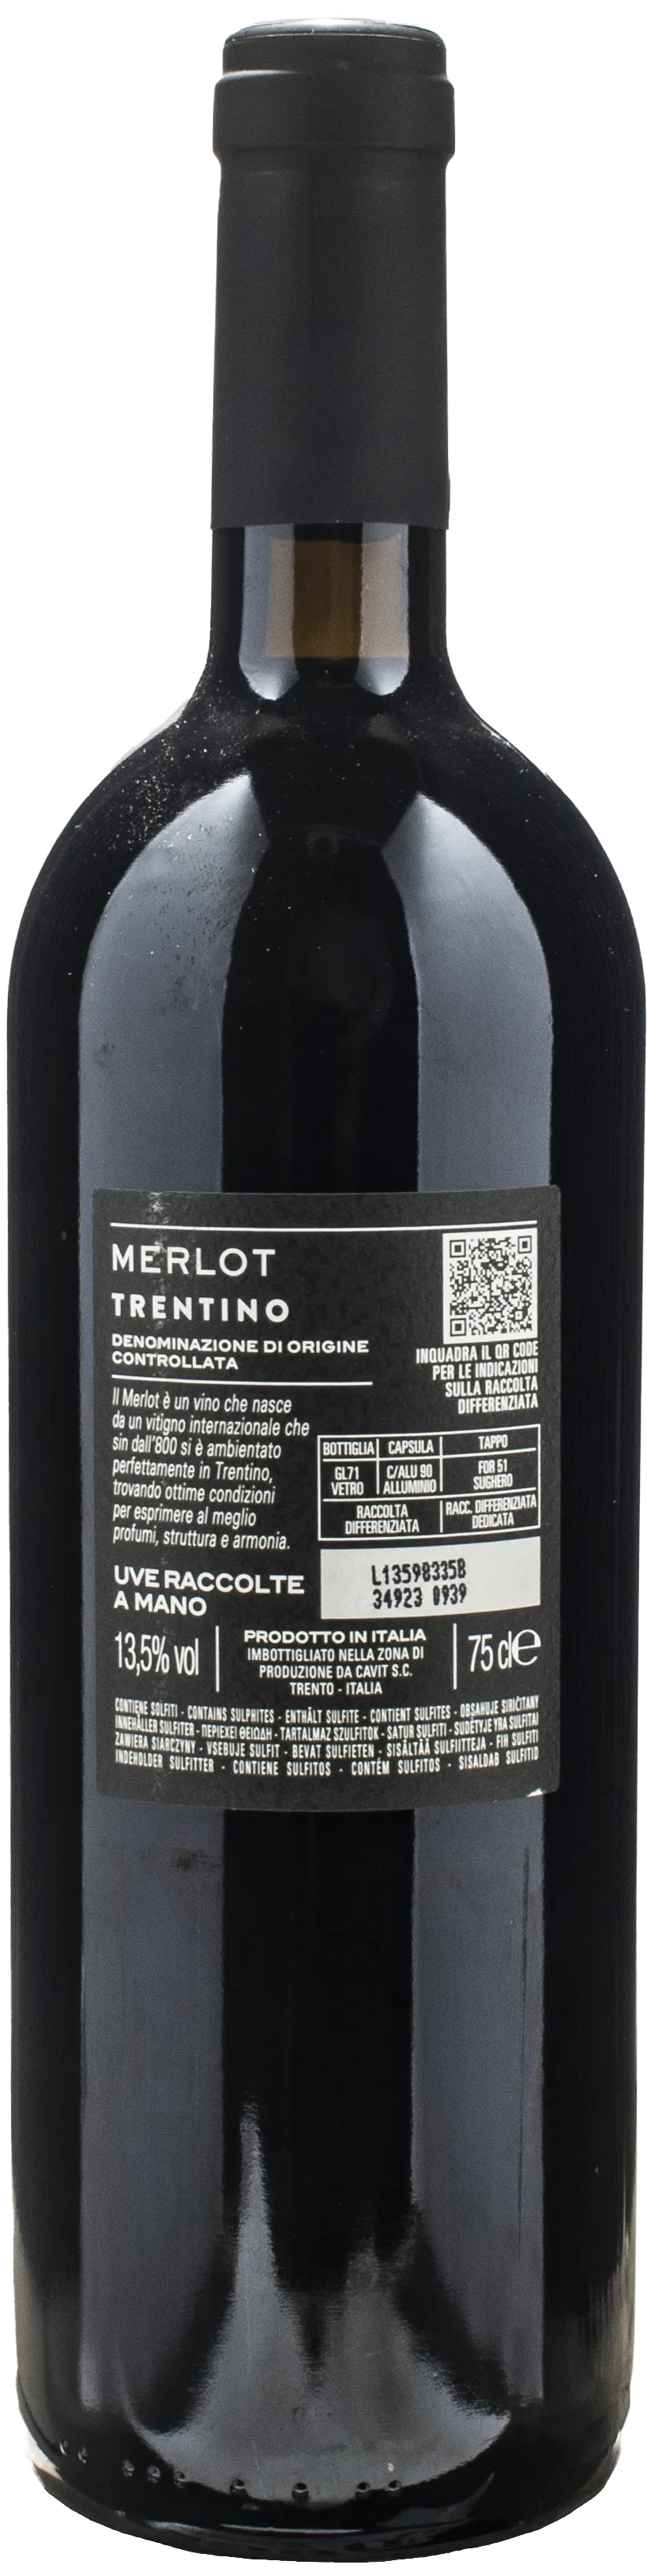 MERLOT
TRENTINO
DENOMINAZIONE DI ORIGINE
CONTROLLATA
INQUADRA IL QR CODE
PER LE INDICAZIONI
SULLA RACCOLTA
DIFFERENZIATA
Il Merlot è un vino che nasce
da un vitigno internazionale che
sin dall'800 si è ambientato
perfettamente in Trentino,
trovando ottime condizioni
per esprimere al meglio
profumi, struttura e armonia.
BOTTIGLIA CAPSULA TAPPO
GL71 C/ALU 90 FOR 51
VETRO ALLUMINIO SUGHERO
RACCOLTA RACC. DIFFERENZIATA
DIFFERENZIATA DEDICATA
L13598335B
34923 0939
UVE RACCOLTE
A MANO
13,5% vol
PRODOTTO IN ITALIA
IMBOTTIGLIATO NELLA ZONA DI
PRODUZIONE DA CAVIT S.C.
TRENTO - ITALIA
75 cl e
CONTIENE SOLFITI - CONTAINS SULPHITES - ENTHÄLT SULFITE - CONTIENT SULFITES - OBSAHUJE SIŘIČITANY
INNEHÅLLER SULFITER - ΠΕΡΙΕΧΕΙ ΘΕΙΩΔΗ - TARTALMAZ SZULFITOK - SATUR SULFITI - SUDĖTYJE YRA SULFITAI
ZAWIERA SIARCZYNY - VSEBUJE SULFIT - BEVAT SULFIETEN - SISÄLTÄÄ SULFIITTEJA - FIH SULFITI
INDEHOLDER SULFITTER - CONTIENE SULFITOS - CONTÉM SULFITOS - SISALDAB SULFITID